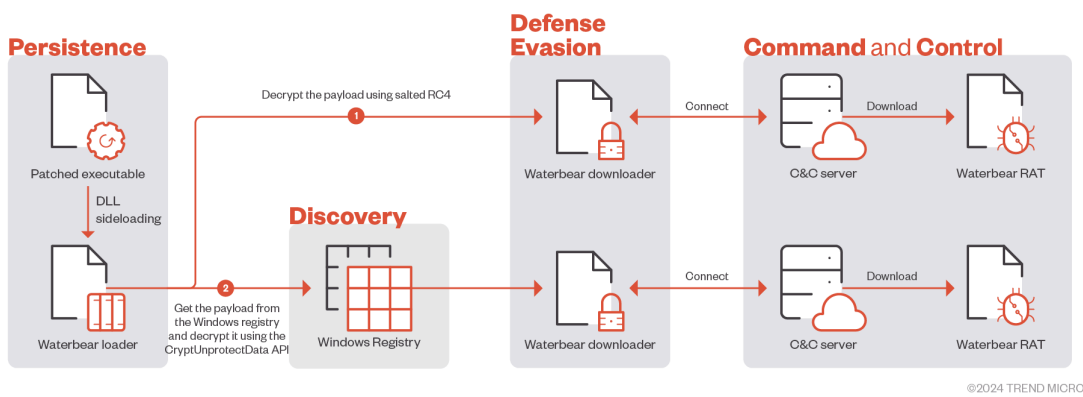 Persistence
Patched executable
DLL
sideloading
Waterbear loader
Decrypt the payload using salted RC4
1
2
Get the payload from
the Windows registry
and decrypt it using the
CryptUnprotectData API
Discovery
Windows Registry
Defense
Evasion
Waterbear downloader
Waterbear downloader
Command and Control
Connect
C&C server
Download
Waterbear RAT
Connect
C&C server
Download
Waterbear RAT
©2024 TREND MICRO